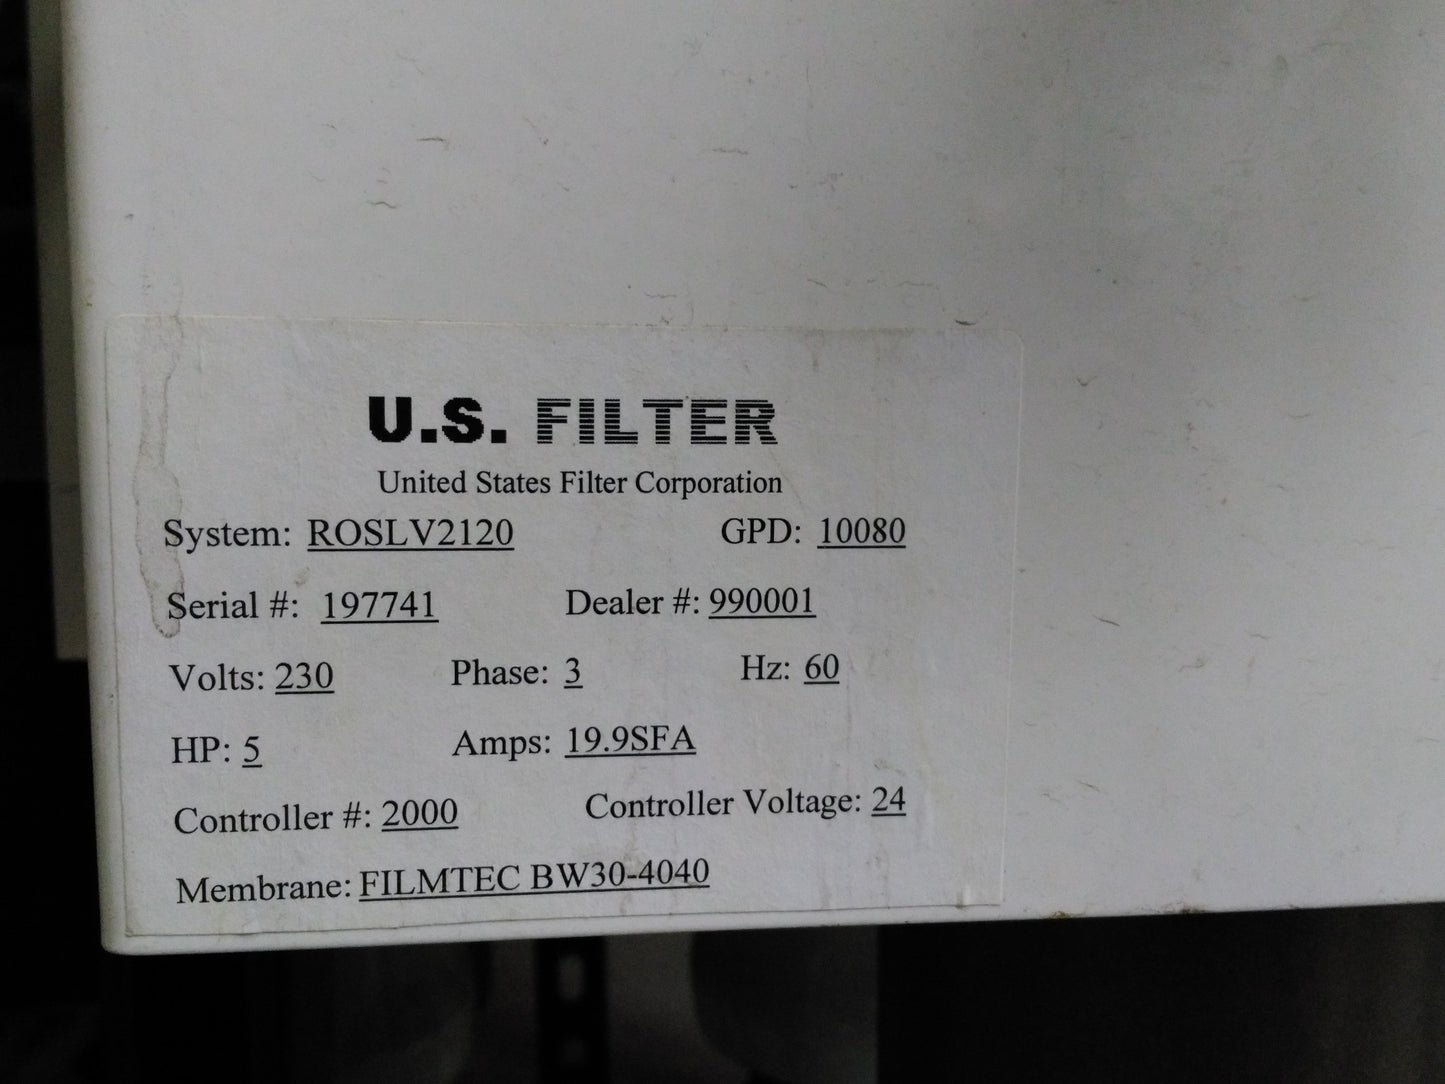 U.S. FILTER
United States Filter Corporation
System: ROSLV2120 GPD: 10080
Serial #: 197741 Dealer #: 990001
Volts: 230 Phase: 3 Hz: 60
HP: 5 Amps: 19.9SFA
Controller #: 2000 Controller Voltage: 24
Membrane: FILMTEC BW30-4040